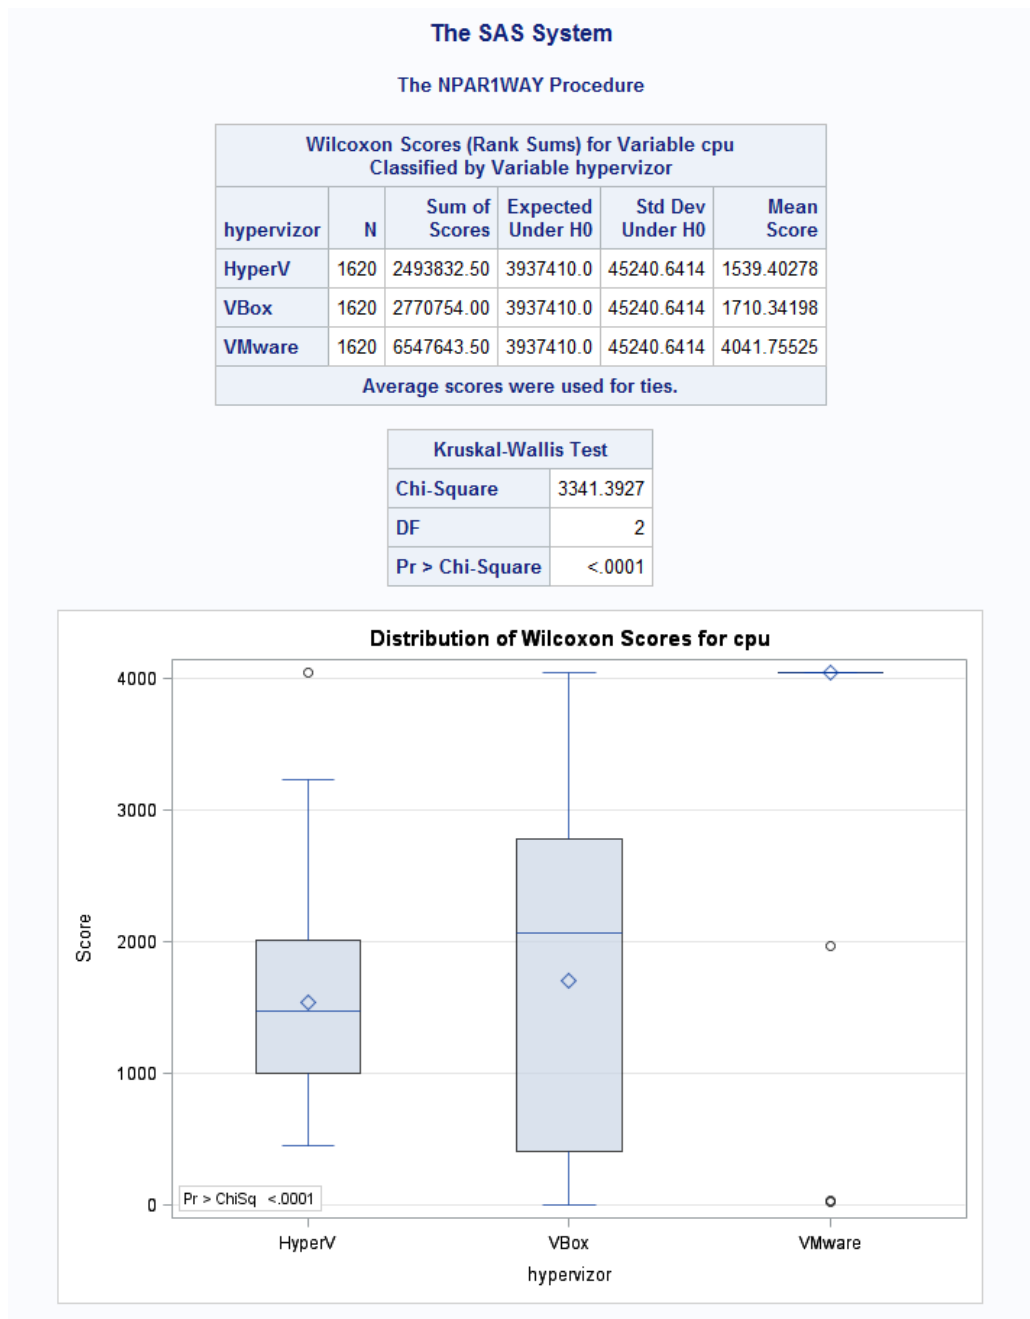 The SAS System
The NPAR1WAY Procedure
Wilcoxon Scores (Rank Sums) for Variable cpu
Classified by Variable hypervizor
hypervizor N Sum of Scores Expected Under H0 Std Dev Under H0 Mean Score
HyperV 1620 2493832.50 3937410.0 45240.6414 1539.40278
VBox 1620 2770754.00 3937410.0 45240.6414 1710.34198
VMware 1620 6547643.50 3937410.0 45240.6414 4041.75525
Average scores were used for ties.
Kruskal-Wallis Test
Chi-Square 3341.3927
DF 2
Pr > Chi-Square <.0001
Distribution of Wilcoxon Scores for cpu
4000
3000
2000
1000
0
Score
Pr > ChiSq <.0001
HyperV VBox VMware
hypervizor